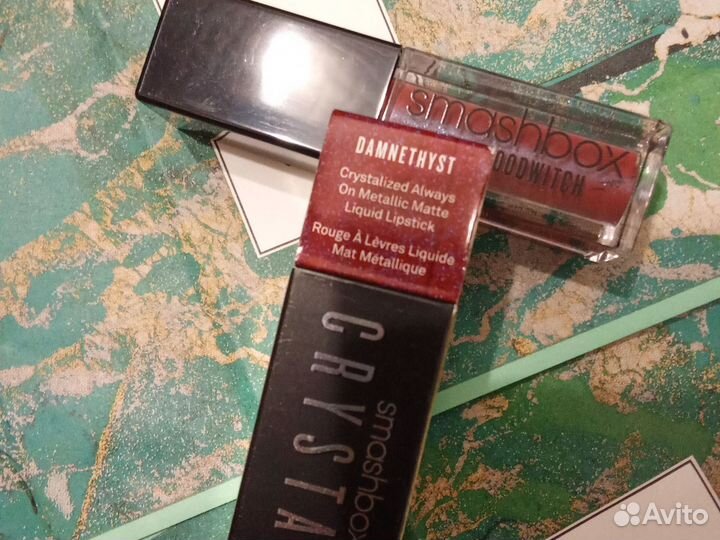 smashbox
OODWITCH
DAMNETHYST
Crystalized Always
On Metallic Matte
Liquid Lipstick
Rouge À Lèvres Liquide
Mat Métallique
smashbox
CRYSTA
Avito